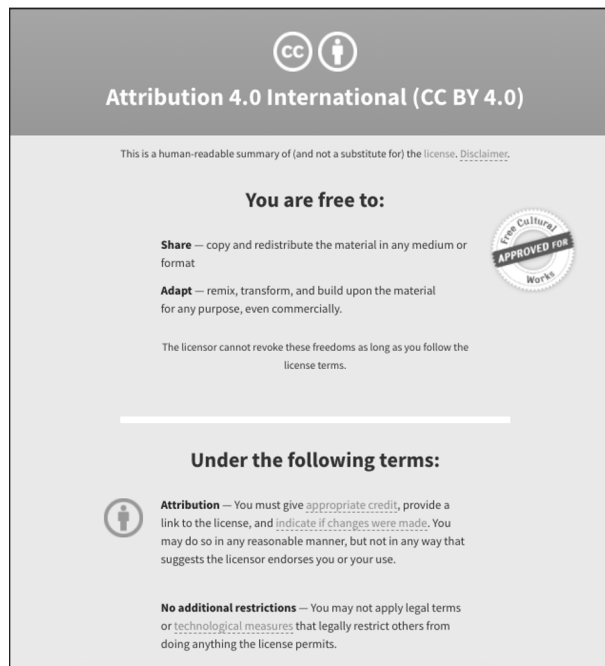 cc
Attribution 4.0 International (CC BY 4.0)
This is a human-readable summary of (and not a substitute for) the license. Disclaimer.
You are free to:
Share — copy and redistribute the material in any medium or
format
Adapt — remix, transform, and build upon the material
for any purpose, even commercially.
Free Cultural
APPROVED FOR
Works
The licensor cannot revoke these freedoms as long as you follow the
license terms.
Under the following terms:
Attribution — You must give appropriate credit, provide a
link to the license, and indicate if changes were made. You
may do so in any reasonable manner, but not in any way that
suggests the licensor endorses you or your use.
No additional restrictions — You may not apply legal terms
or technological measures that legally restrict others from
doing anything the license permits.